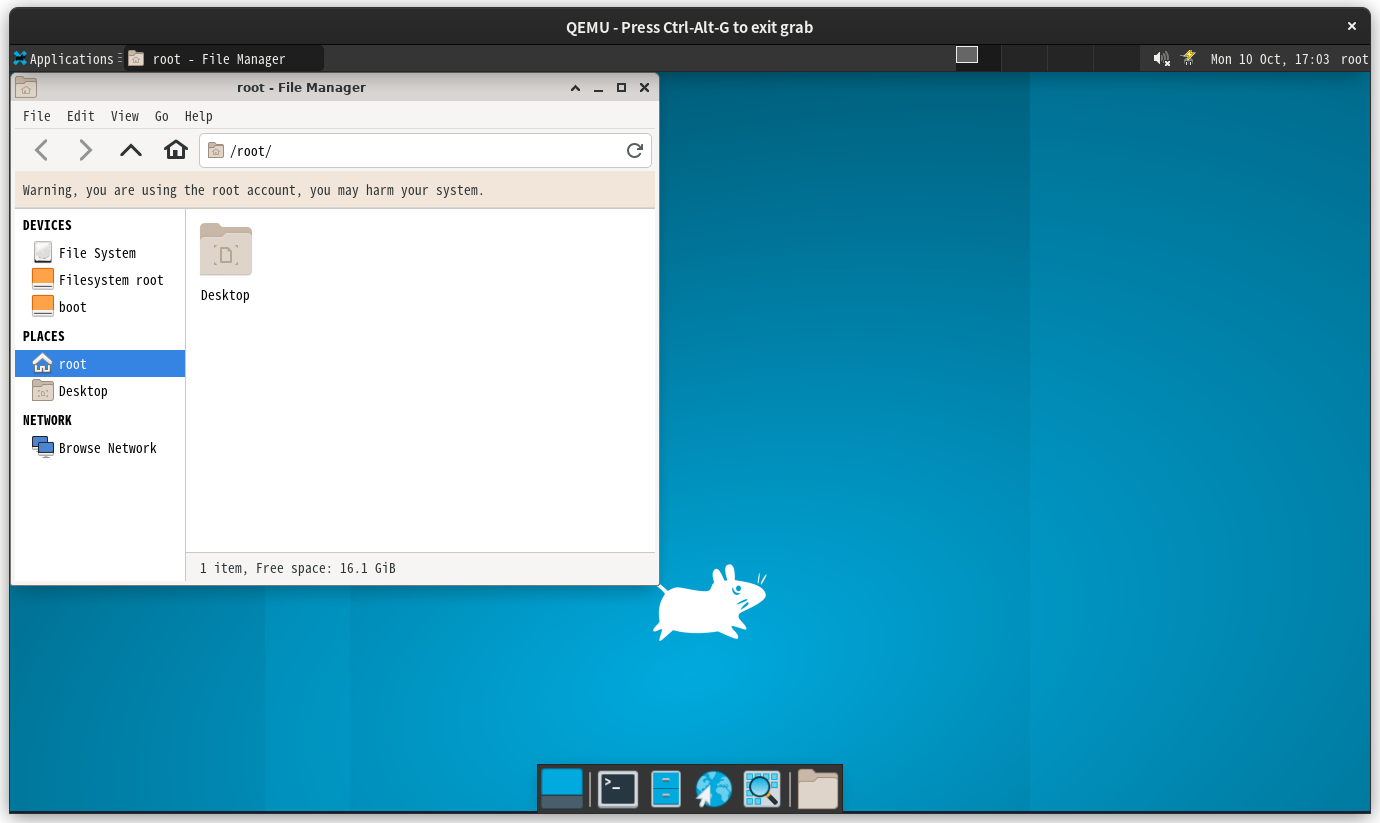 QEMU - Press Ctrl-Alt-G to exit grab
Applications root - File Manager Mon 10 Oct, 17:03 root
root - File Manager
File Edit View Go Help
/root/
Warning, you are using the root account, you may harm your system.
DEVICES
File System
Filesystem root
boot
PLACES
root
Desktop
NETWORK
Browse Network
Desktop
1 item, Free space: 16.1 GiB